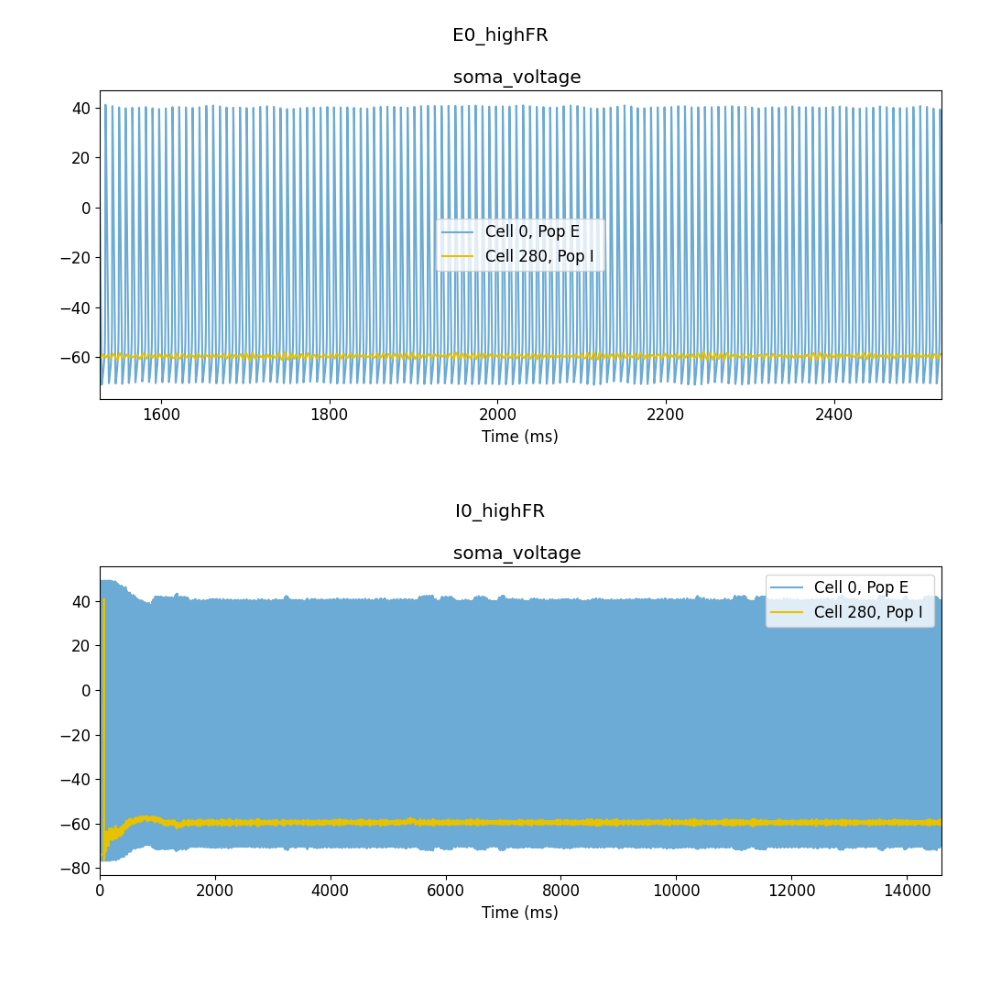 E0_highFR
soma_voltage
40
20
0
−20
−40
−60
Cell 0, Pop E
Cell 280, Pop I
1600 1800 2000 2200 2400
Time (ms)
I0_highFR
soma_voltage
40
20
0
−20
−40
−60
−80
Cell 0, Pop E
Cell 280, Pop I
0 2000 4000 6000 8000 10000 12000 14000
Time (ms)